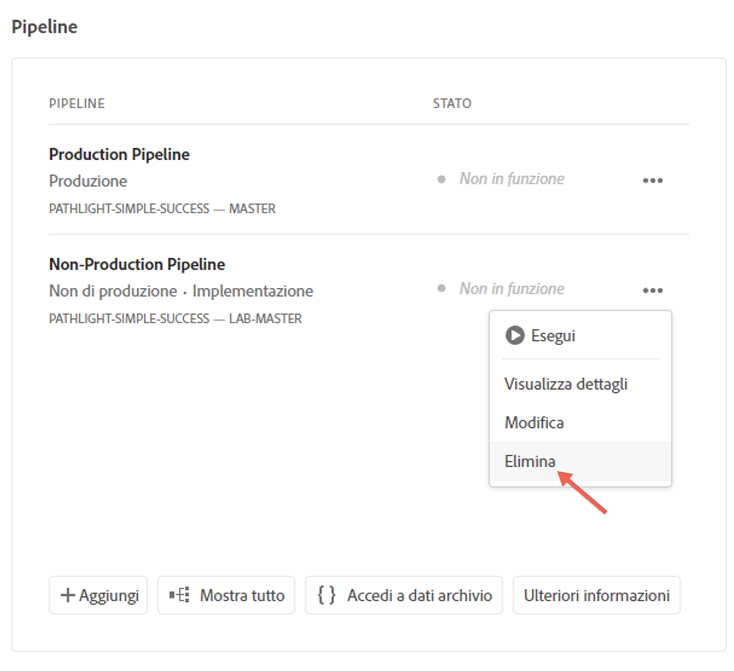 Pipeline
PIPELINE STATO
Production Pipeline
Produzione Non in funzione
PATHLIGHT-SIMPLE-SUCCESS — MASTER
Non-Production Pipeline
Non di produzione · Implementazione Non in funzione
PATHLIGHT-SIMPLE-SUCCESS — LAB-MASTER
Esegui
Visualizza dettagli
Modifica
Elimina
+ Aggiungi Mostra tutto { } Accedi a dati archivio Ulteriori informazioni